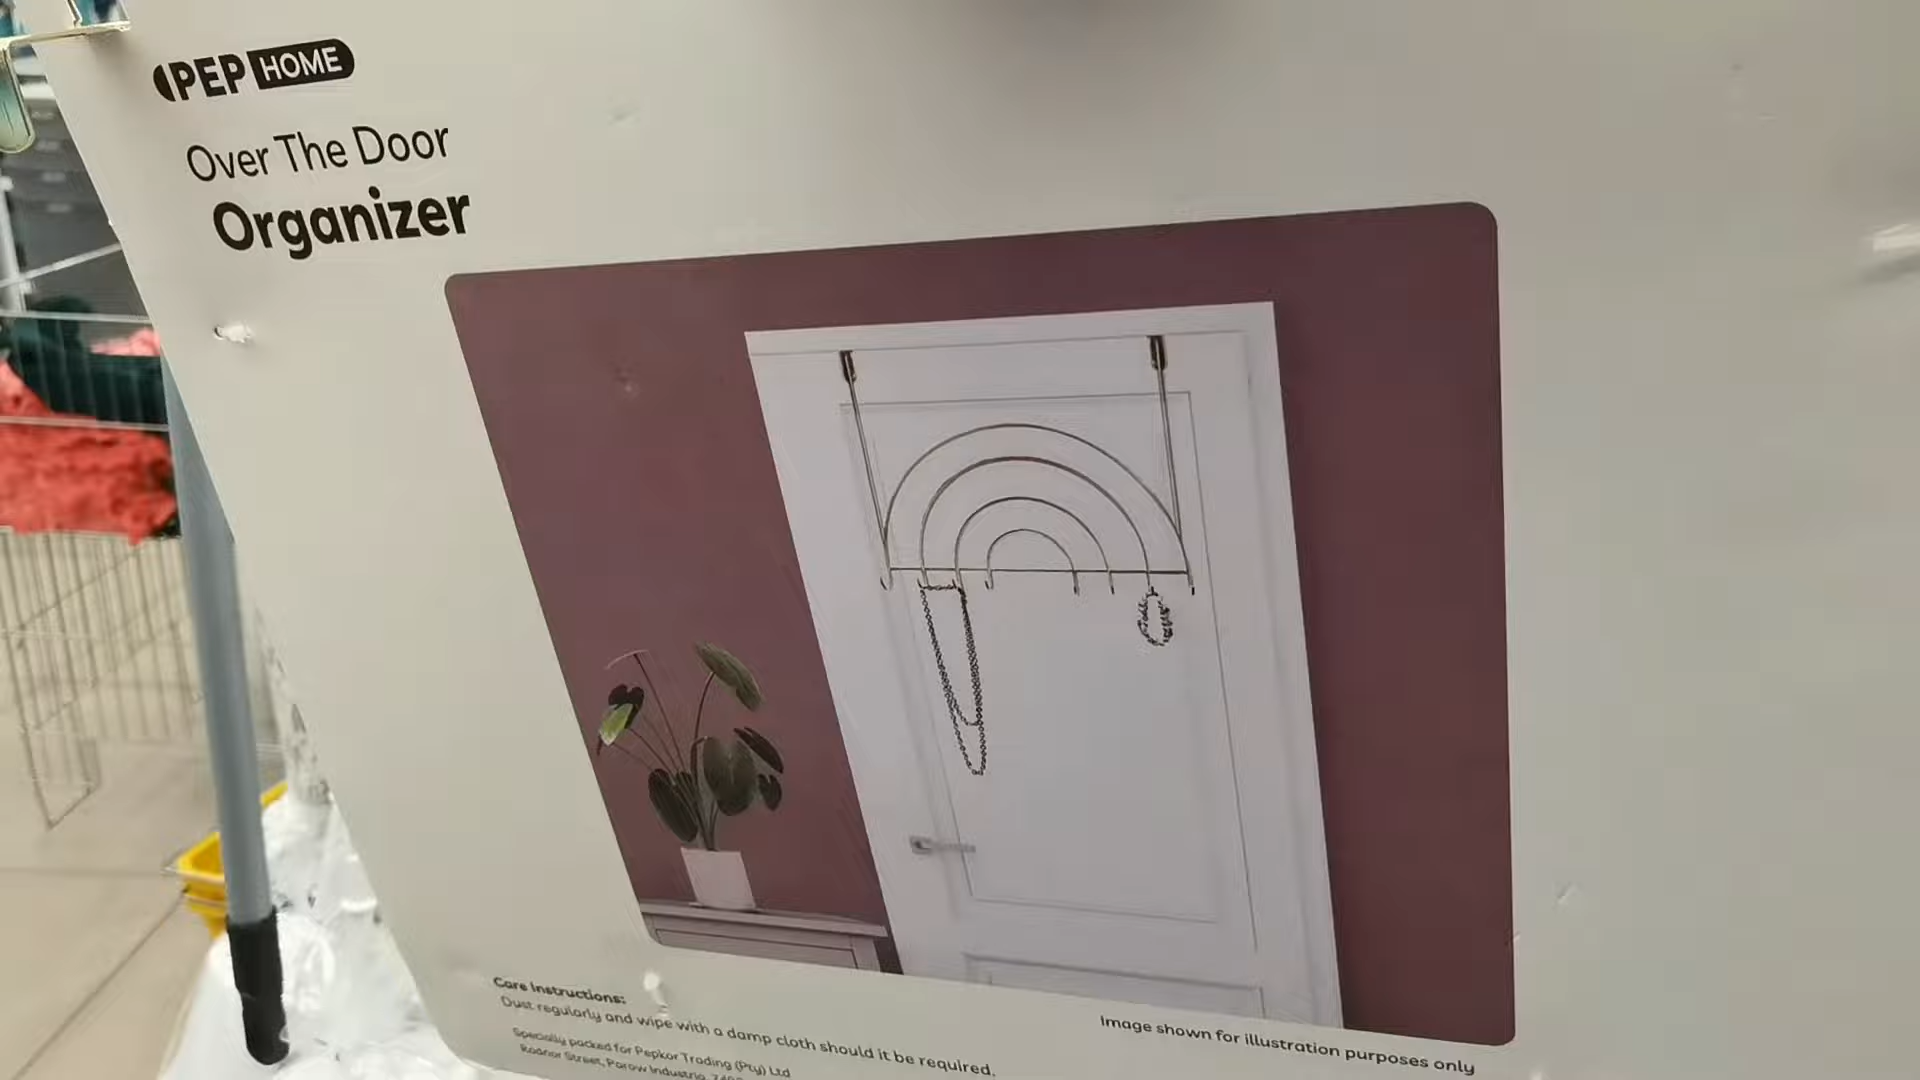 PEP HOME
Over The Door
Organizer
Care Instructions:
Dust regularly and wipe with a damp cloth should it be required.
Specially packed for Pepkor Trading (Pty) Ltd
Street, Parow Industria,
Image shown for illustration purposes only